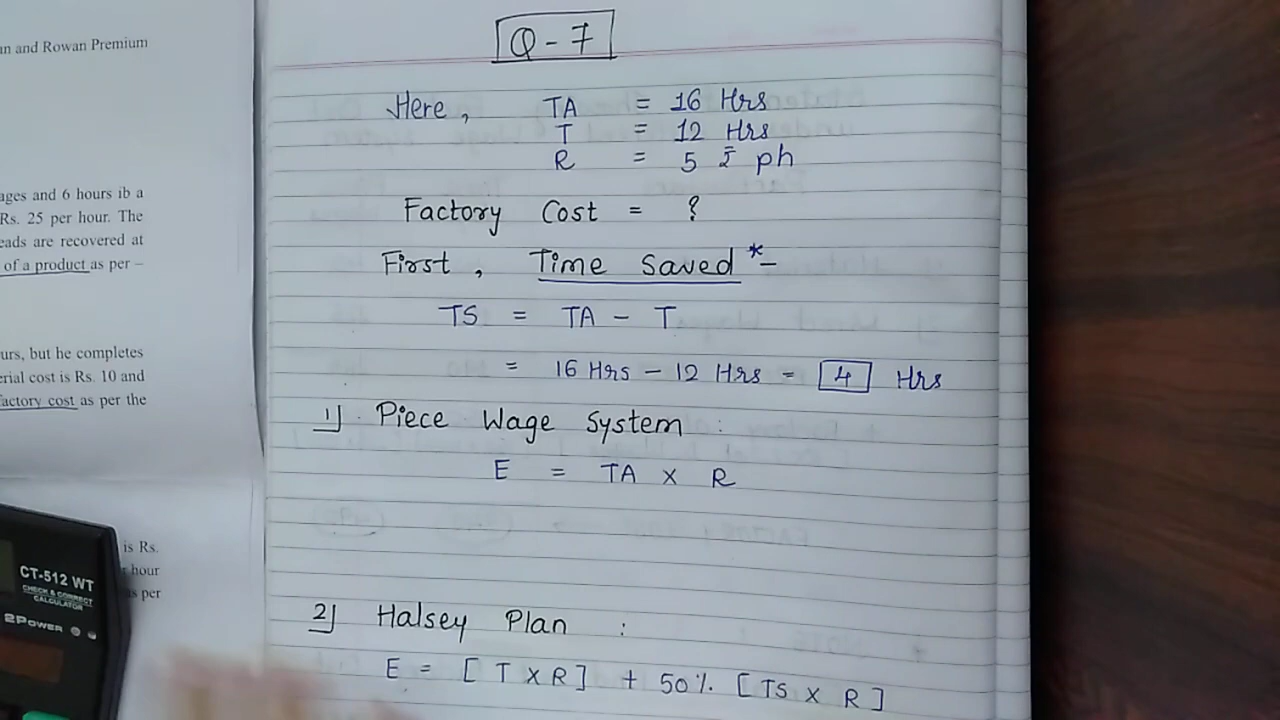 an and Rowan Premium
ages and 6 hours ib a
Rs. 25 per hour. The
eads are recovered at
of a product as per –
urs, but he completes
erial cost is Rs. 10 and
factory cost as per the
is Rs.
hour
as per
CT-512 WT
CHECK & CORRECT
CALCULATOR
2POWER
Q - 7
Here, TA = 16 Hrs
T = 12 Hrs
R = 5 ₹ ph
Factory Cost = ?
First, Time Saved *-
TS = TA - T
= 16 Hrs - 12 Hrs = 4 Hrs
1] Piece Wage System :
E = TA X R
2] Halsey Plan :
E = [ T X R ] + 50 %. [ TS X R ]